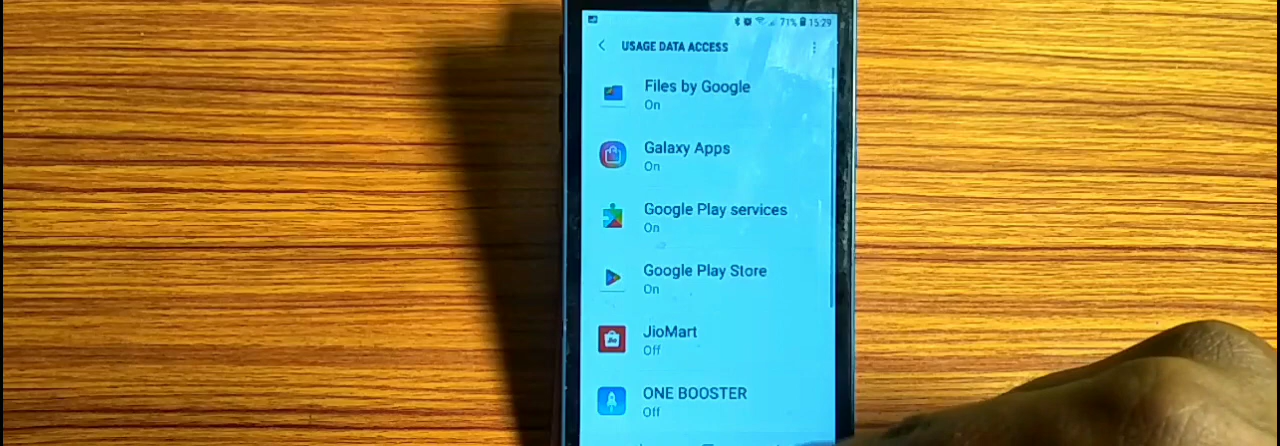 71% 15:29
USAGE DATA ACCESS
Files by Google
On
Galaxy Apps
On
Google Play services
On
Google Play Store
On
JioMart
Off
ONE BOOSTER
Off